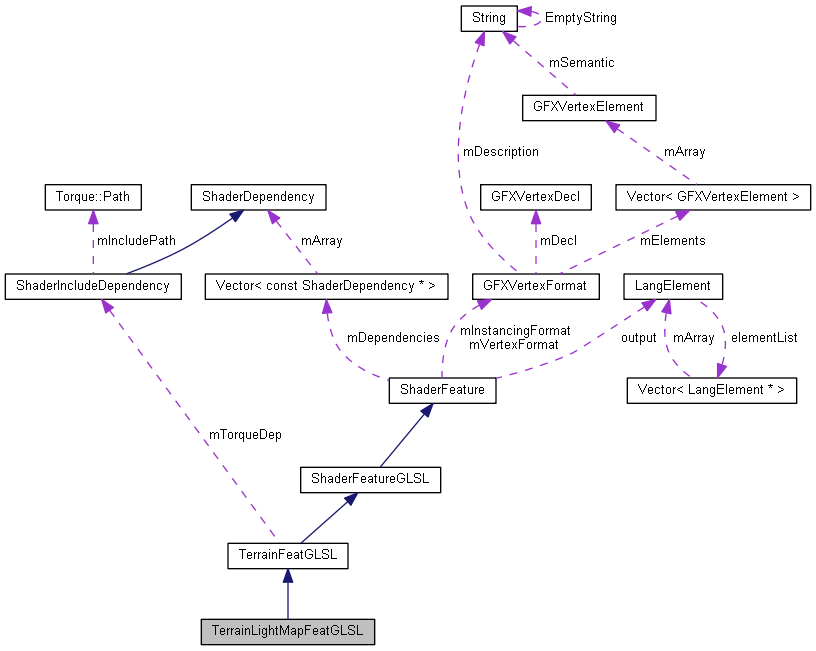 String
EmptyString
mSemantic
GFXVertexElement
mDescription
mArray
Torque::Path
ShaderDependency
GFXVertexDecl
Vector< GFXVertexElement >
mIncludePath
mArray
mDecl
mElements
ShaderIncludeDependency
Vector< const ShaderDependency * >
GFXVertexFormat
LangElement
mDependencies
mInstancingFormat
mVertexFormat
output
mArray
elementList
ShaderFeature
Vector< LangElement * >
mTorqueDep
ShaderFeatureGLSL
TerrainFeatGLSL
TerrainLightMapFeatGLSL